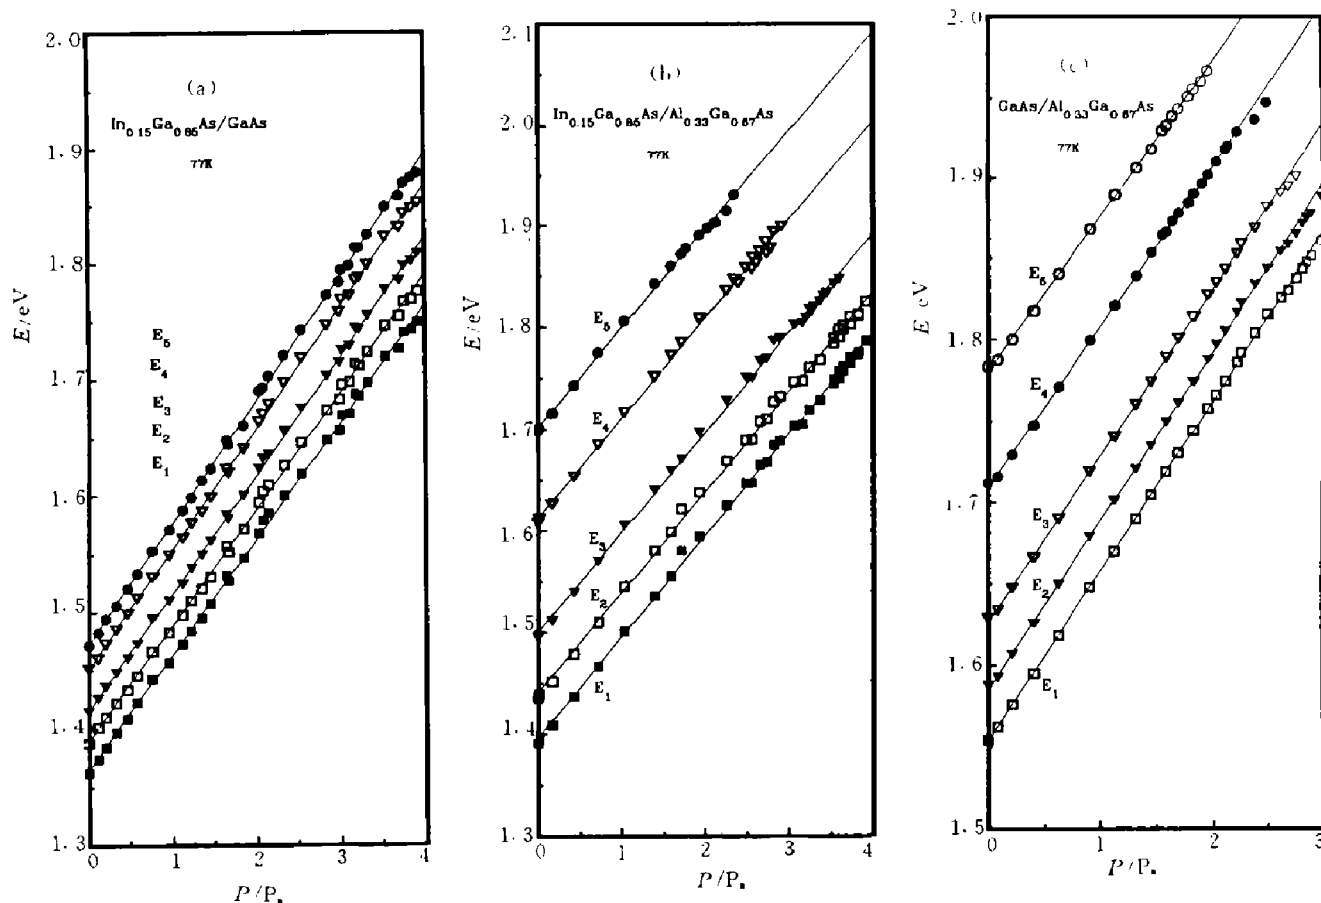 2.0
1.9
1.8
1.7
1.6
1.5
1.4
1.3
E/eV
(a)
In0.15Ga0.85As/GaAs
77K
E5
E4
E3
E2
E1
0 1 2 3 4
2.1
2.0
1.9
1.8
1.7
1.6
1.5
1.4
1.3
E/eV
(b)
In0.15Ga0.85As/Al0.33Ga0.67As
77K
E5
E4
E3
E2
E1
0 1 2 3 4
2.0
1.9
1.8
1.7
1.6
1.5
E eV
(c)
GaAs/Al0.33Ga0.67As
77K
E5
E4
E3
E2
E1
0 1 2 3